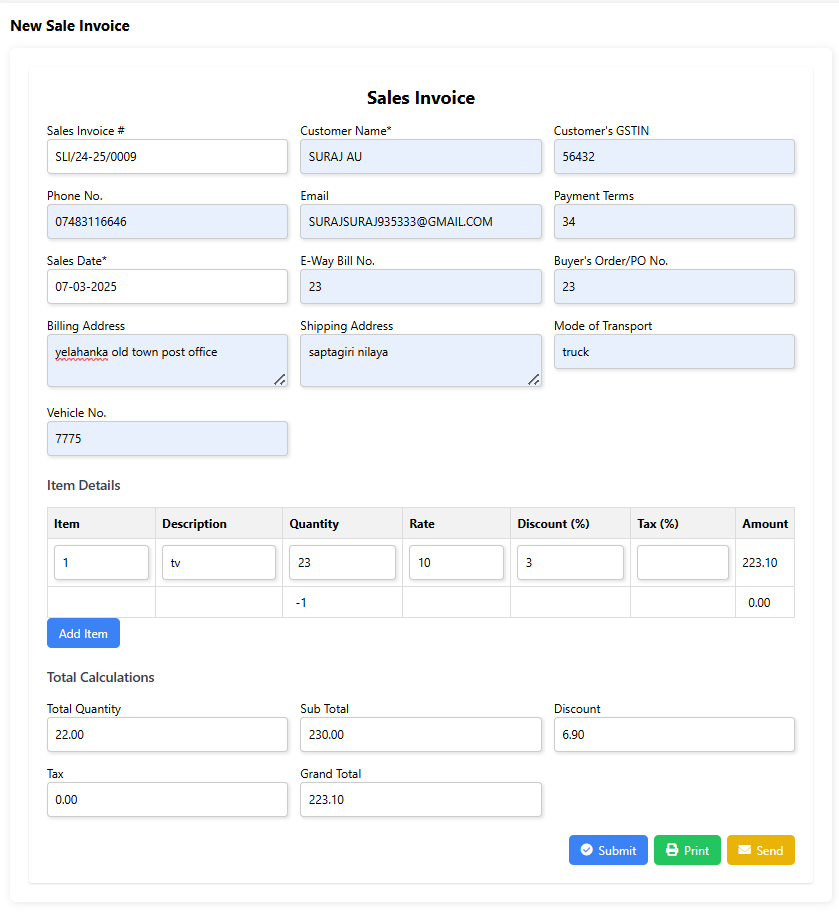 New Sale Invoice
Sales Invoice
Sales Invoice # Customer Name* Customer's GSTIN
SLI/24-25/0009 SURAJ AU 56432
Phone No. Email Payment Terms
07483116646 SURAJSURAJ935333@GMAIL.COM 34
Sales Date* E-Way Bill No. Buyer's Order/PO No.
07-03-2025 23 23
Billing Address Shipping Address Mode of Transport
yelahanka old town post office saptagiri nilaya truck
Vehicle No.
7775
Item Details
Item Description Quantity Rate Discount (%) Tax (%) Amount
1 tv 23 10 3 223.10
-1 0.00
Add Item
Total Calculations
Total Quantity Sub Total Discount
22.00 230.00 6.90
Tax Grand Total
0.00 223.10
Submit Print Send